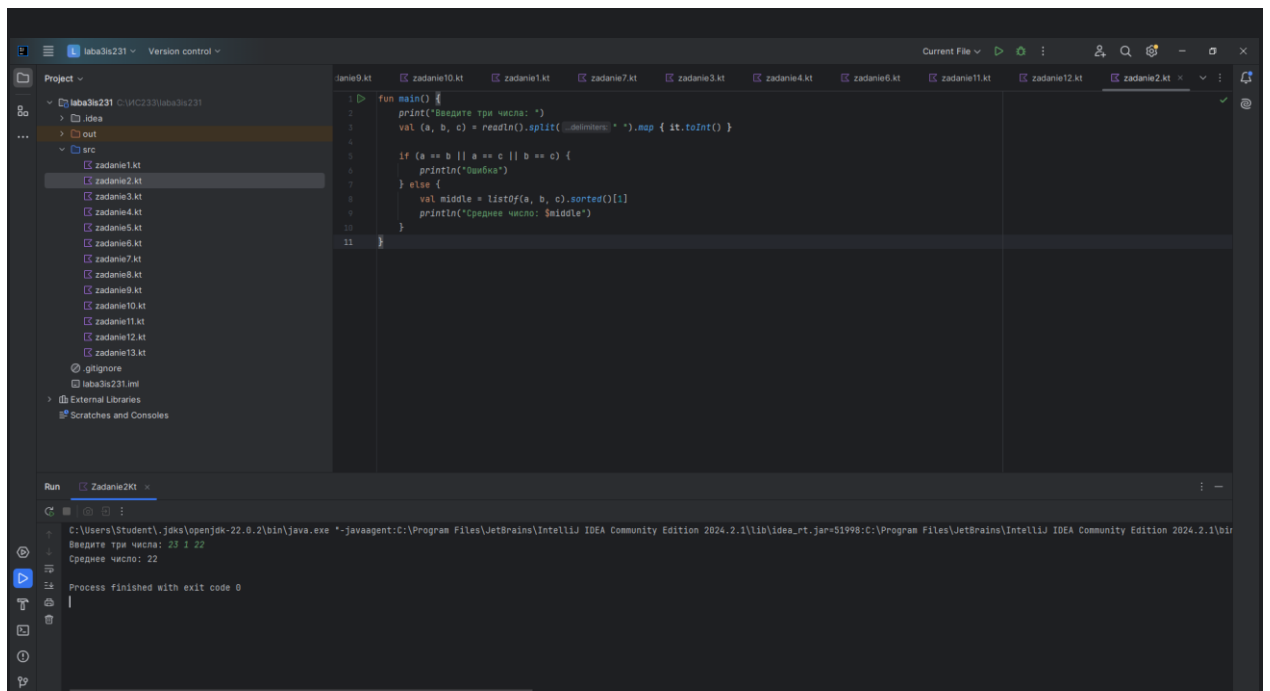 laba3is231 Version control Current File
Project
laba3is231 C:\ИС233\laba3is231
.idea
out
src
zadanie1.kt
zadanie2.kt
zadanie3.kt
zadanie4.kt
zadanie5.kt
zadanie6.kt
zadanie7.kt
zadanie8.kt
zadanie9.kt
zadanie10.kt
zadanie11.kt
zadanie12.kt
zadanie13.kt
.gitignore
laba3is231.iml
External Libraries
Scratches and Consoles
zadanie10.kt zadanie1.kt zadanie7.kt zadanie3.kt zadanie4.kt zadanie6.kt zadanie11.kt zadanie12.kt zadanie2.kt
1 fun main() {
2 print("Введите три числа: ")
3 val (a, b, c) = readln().split( ...delimiters: " ").map { it.toInt() }
4
5 if (a == b || a == c || b == c) {
6 println("Ошибка")
7 } else {
8 val middle = listOf(a, b, c).sorted()[1]
9 println("Среднее число: $middle")
10 }
11 }
Run Zadanie2Kt
C:\Users\Student\.jdks\openjdk-22.0.2\bin\java.exe "-javaagent:C:\Program Files\JetBrains\IntelliJ IDEA Community Edition 2024.2.1\lib\idea_rt.jar=51998:C:\Program Files\JetBrains\IntelliJ IDEA Community Edition 2024.2.1\bin
Введите три числа: 23 1 22
Среднее число: 22
Process finished with exit code 0